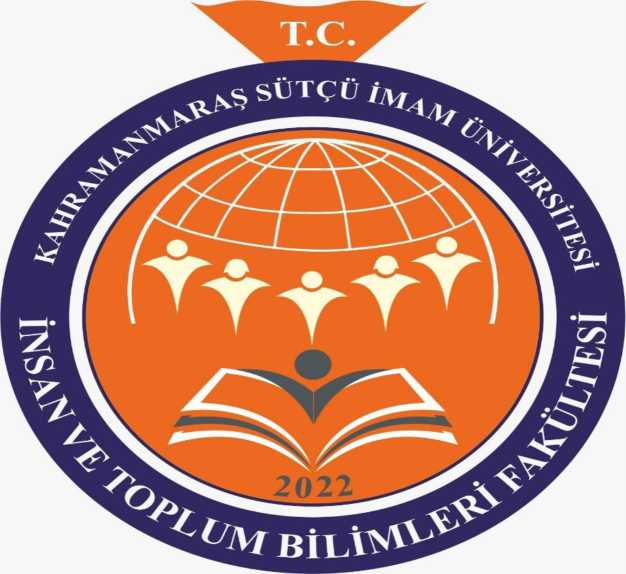 T.C.
KAHRAMANMARAŞ SÜTÇÜ İMAM ÜNİVERSİTESİ
İNSAN VE TOPLUM BİLİMLERİ FAKÜLTESİ
2022